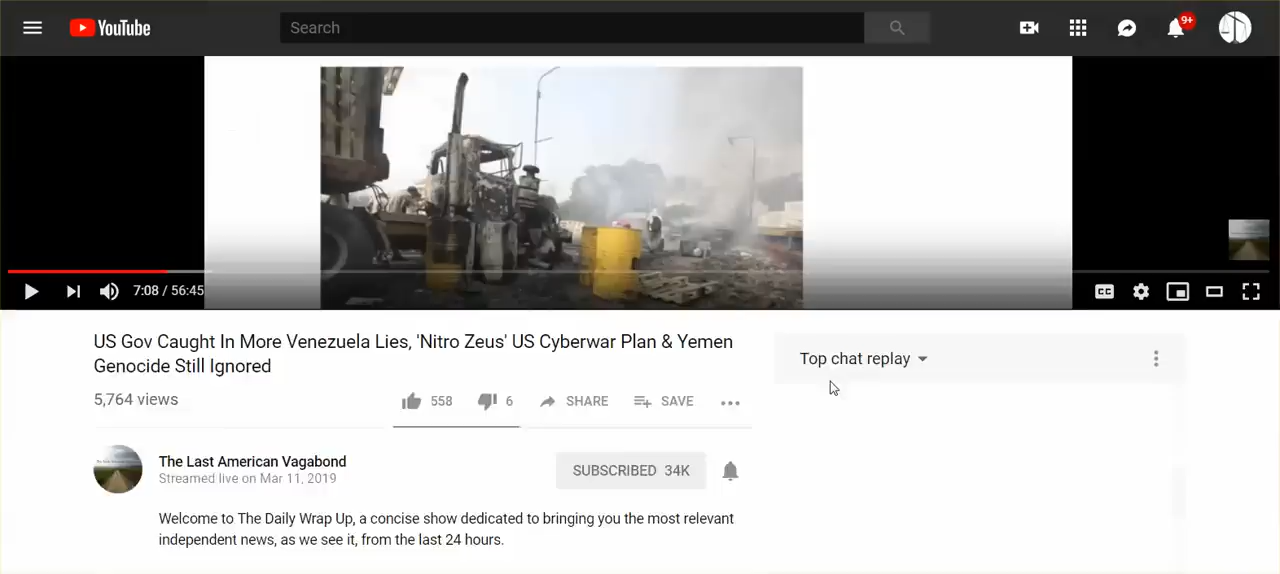 YouTube
Search
9+
7:08 / 56:45
CC
US Gov Caught In More Venezuela Lies, 'Nitro Zeus' US Cyberwar Plan & Yemen
Genocide Still Ignored
5,764 views
558
6
SHARE
SAVE
Top chat replay
The Last American Vagabond
SUBSCRIBED 34K
Streamed live on Mar 11, 2019
Welcome to The Daily Wrap Up, a concise show dedicated to bringing you the most relevant
independent news, as we see it, from the last 24 hours.